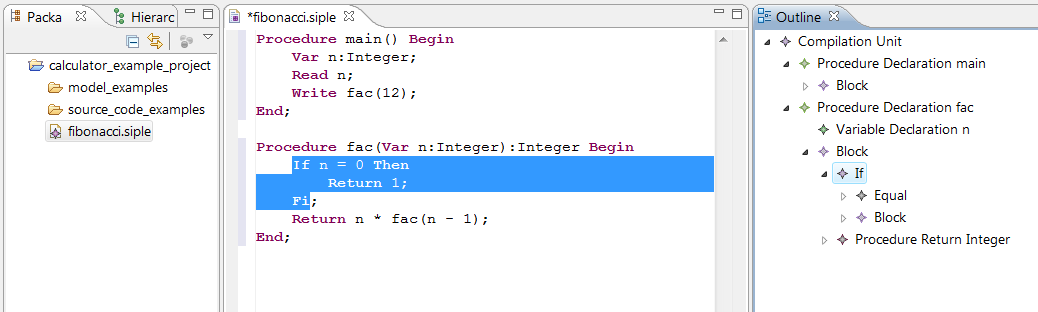 Packa
Hierarc
calculator_example_project
model_examples
source_code_examples
fibonacci.siple
*fibonacci.siple
Procedure main() Begin
    Var n:Integer;
    Read n;
    Write fac(12);
End;

Procedure fac(Var n:Integer):Integer Begin
    If n = 0 Then
        Return 1;
    Fi;
    Return n * fac(n - 1);
End;
Outline
Compilation Unit
Procedure Declaration main
Block
Procedure Declaration fac
Variable Declaration n
Block
If
Equal
Block
Procedure Return Integer